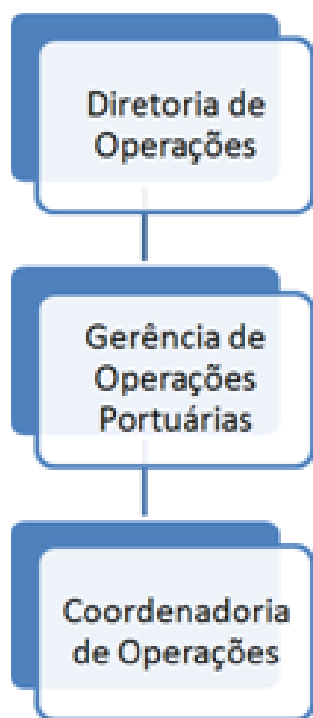 Diretoria de
Operações
Gerência de
Operações
Portuárias
Coordenadoria
de Operações